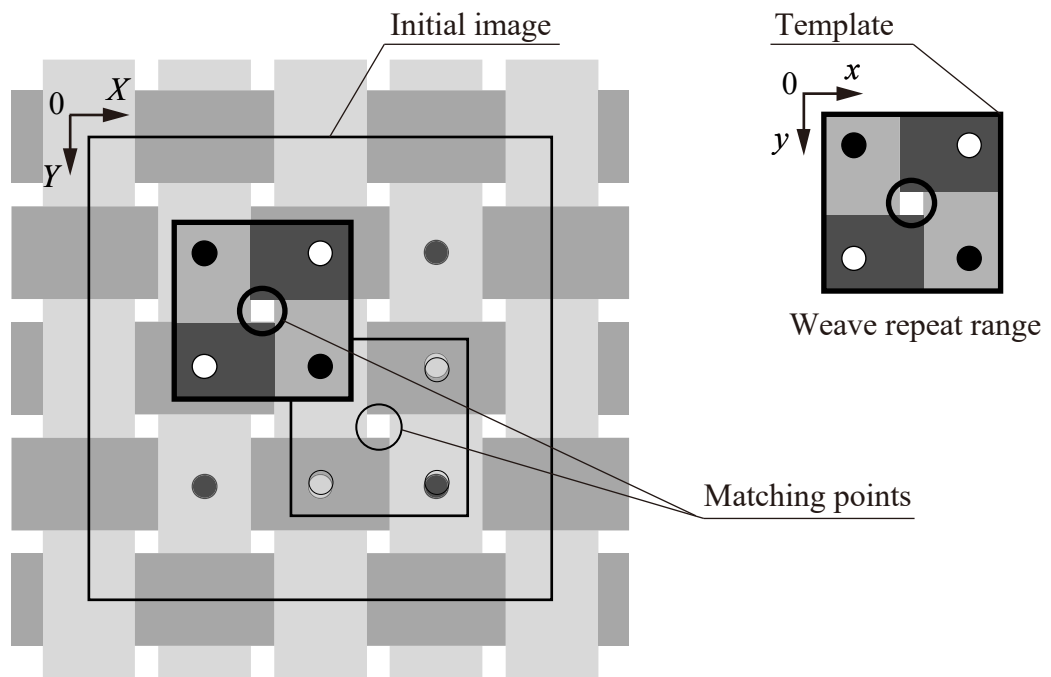 Initial image
Template
0
X
Y
0
x
y
Weave repeat range
Matching points